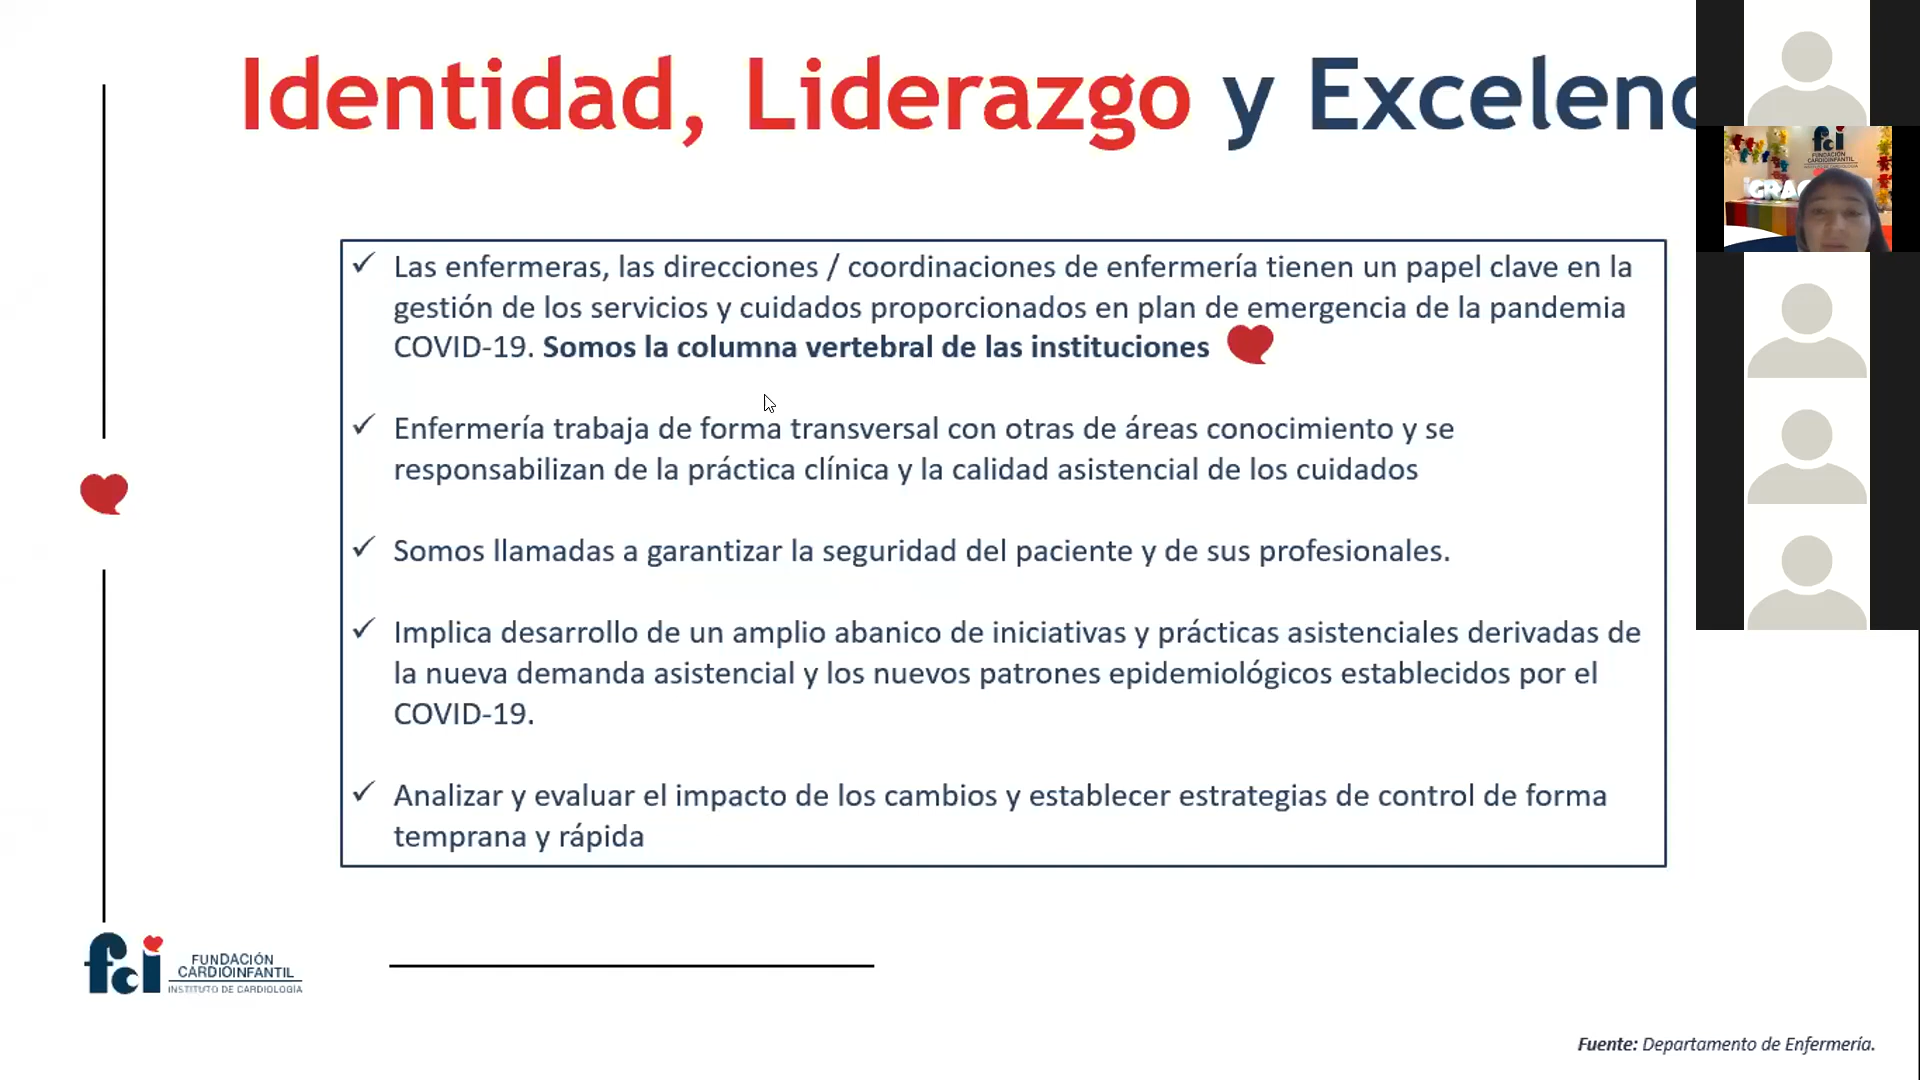 Identidad, Liderazgo y Excelenc
fci
FUNDACIÓN
CARDIOINFANTIL
INSTITUTO DE CARDIOLOGÍA
✓ Las enfermeras, las direcciones / coordinaciones de enfermería tienen un papel clave en la
gestión de los servicios y cuidados proporcionados en plan de emergencia de la pandemia
COVID-19. Somos la columna vertebral de las instituciones
✓ Enfermería trabaja de forma transversal con otras de áreas conocimiento y se
responsabilizan de la práctica clínica y la calidad asistencial de los cuidados
✓ Somos llamadas a garantizar la seguridad del paciente y de sus profesionales.
✓ Implica desarrollo de un amplio abanico de iniciativas y prácticas asistenciales derivadas de
la nueva demanda asistencial y los nuevos patrones epidemiológicos establecidos por el
COVID-19.
✓ Analizar y evaluar el impacto de los cambios y establecer estrategias de control de forma
temprana y rápida
fci
FUNDACIÓN
CARDIOINFANTIL
INSTITUTO DE CARDIOLOGÍA
Fuente: Departamento de Enfermería.